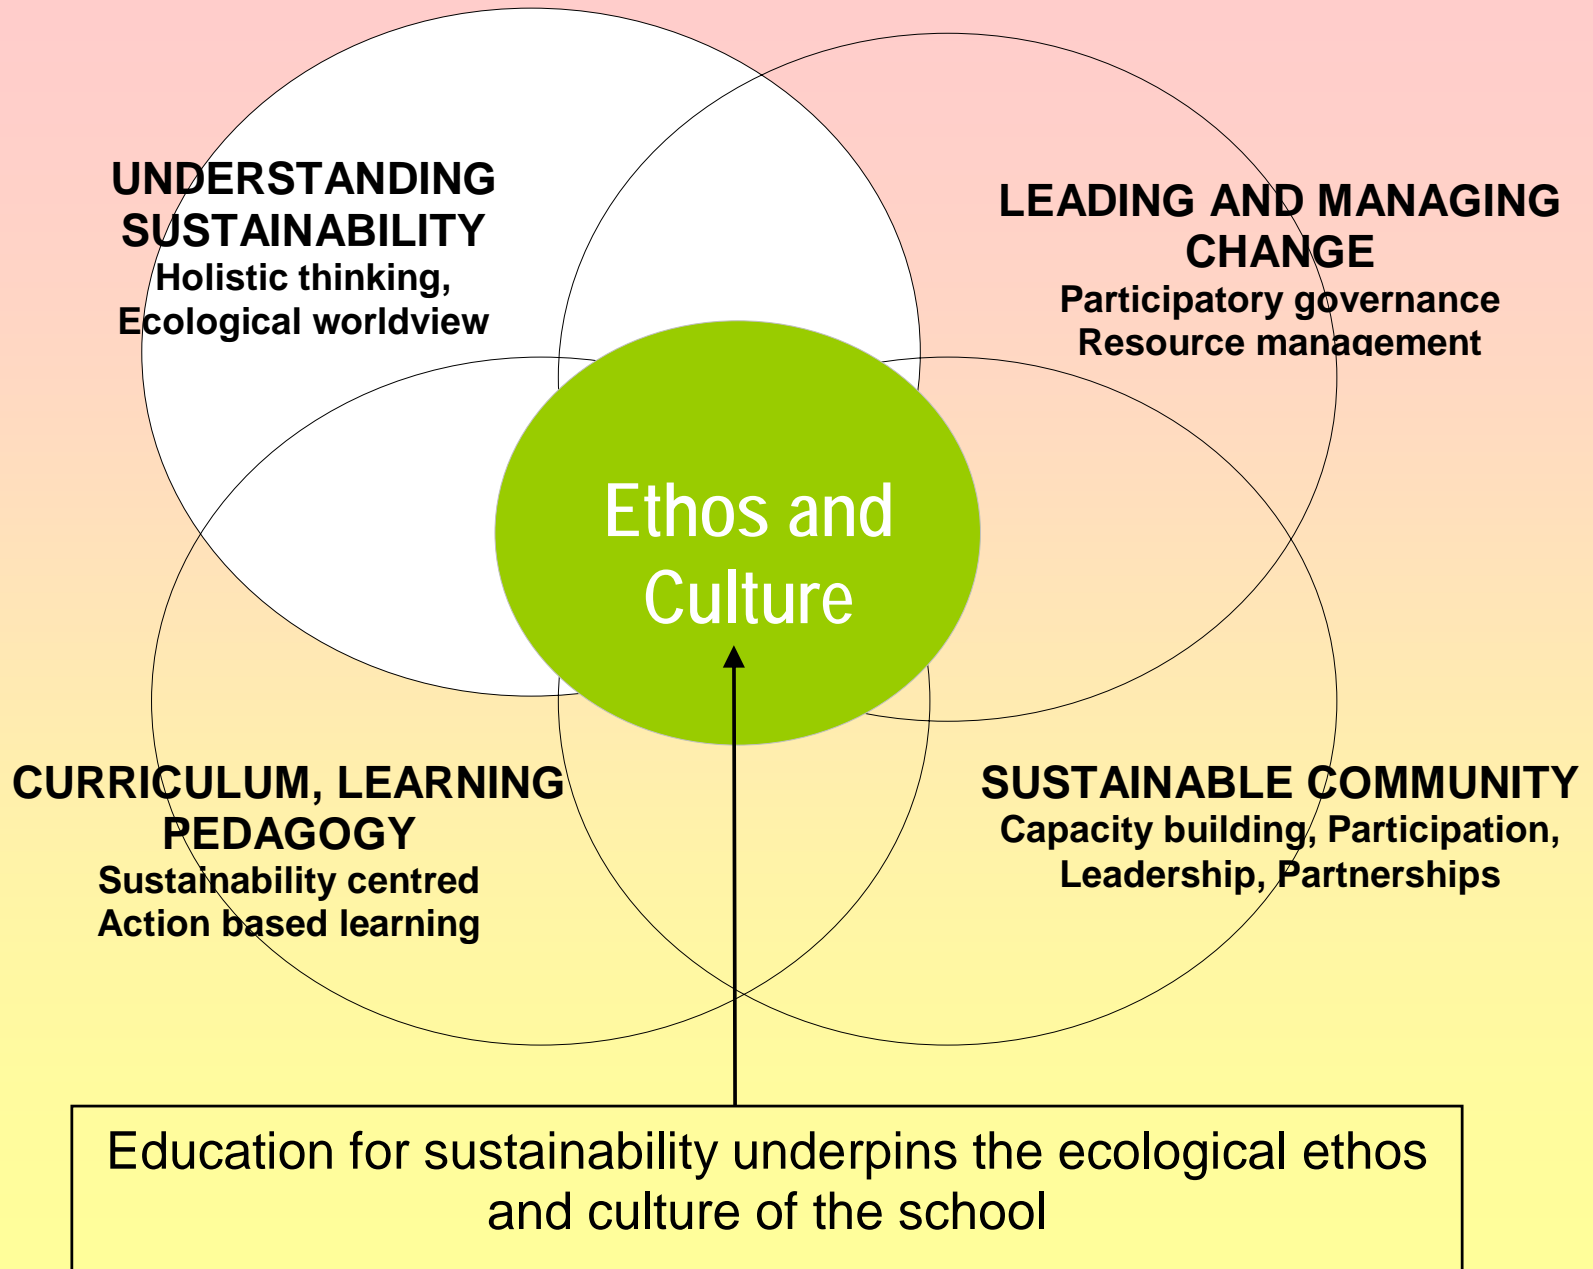 UNDERSTANDING
SUSTAINABILITY
Holistic thinking,
Ecological worldview
LEADING AND MANAGING
CHANGE
Participatory governance
Resource management
Ethos and
Culture
CURRICULUM, LEARNING
PEDAGOGY
Sustainability centred
Action based learning
SUSTAINABLE COMMUNITY
Capacity building, Participation,
Leadership, Partnerships
Education for sustainability underpins the ecological ethos
and culture of the school